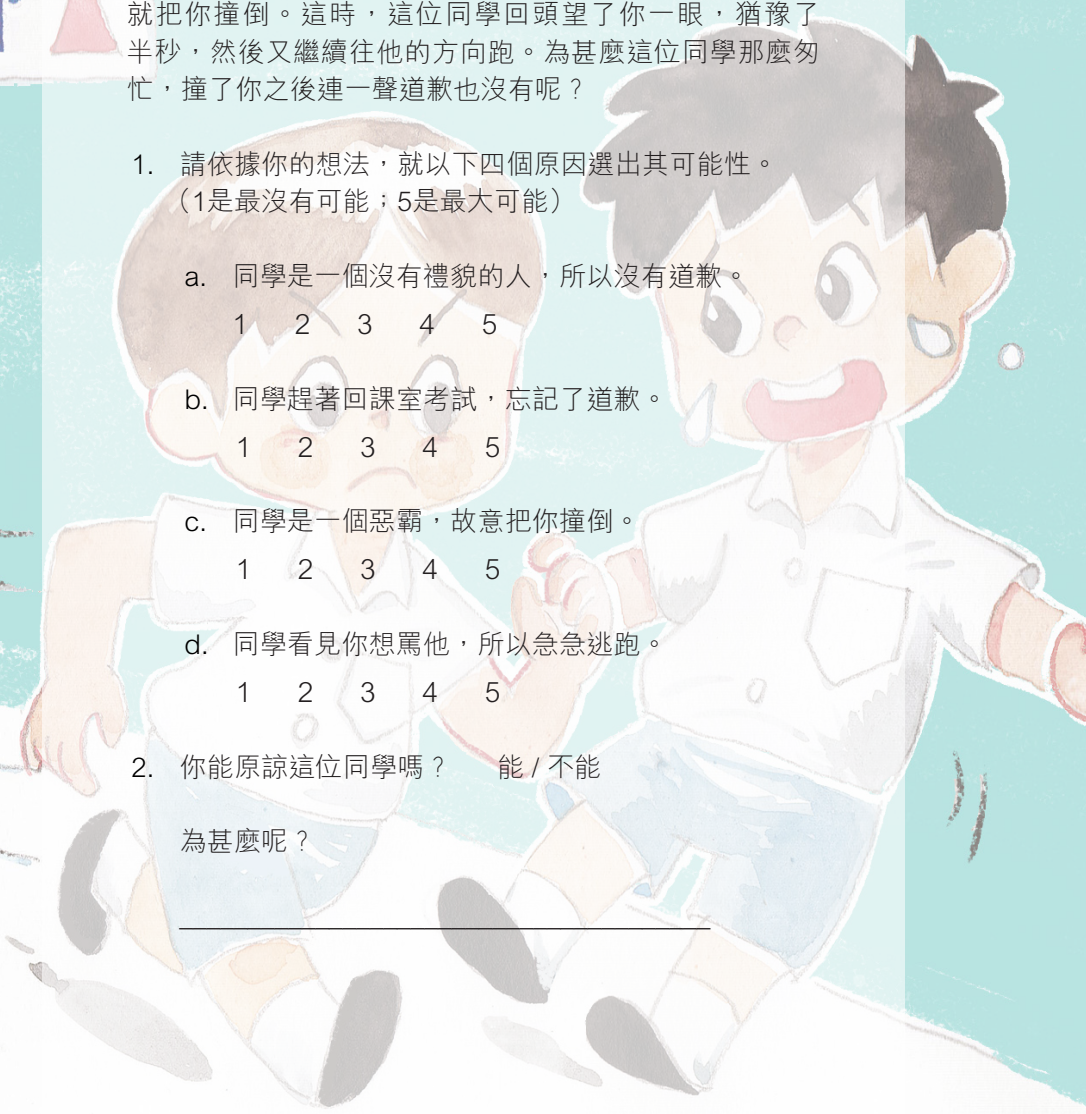 就把你撞倒。這時,這位同學回頭望了你一眼,猶豫了
半秒,然後又繼續往他的方向跑。為甚麼這位同學那麼匆
忙,撞了你之後連一聲道歉也沒有呢?
1. 請依據你的想法,就以下四個原因選出其可能性。
(1是最沒有可能;5是最大可能)
a. 同學是一個沒有禮貌的人,所以沒有道歉。
1 2 3 4 5
b. 同學趕著回課室考試,忘記了道歉。
1 2 3 4 5
c. 同學是一個惡霸,故意把你撞倒。
1 2 3 4 5
d. 同學看見你想罵他,所以急急逃跑。
1 2 3 4 5
2. 你能原諒這位同學嗎? 能 / 不能
為甚麼呢?